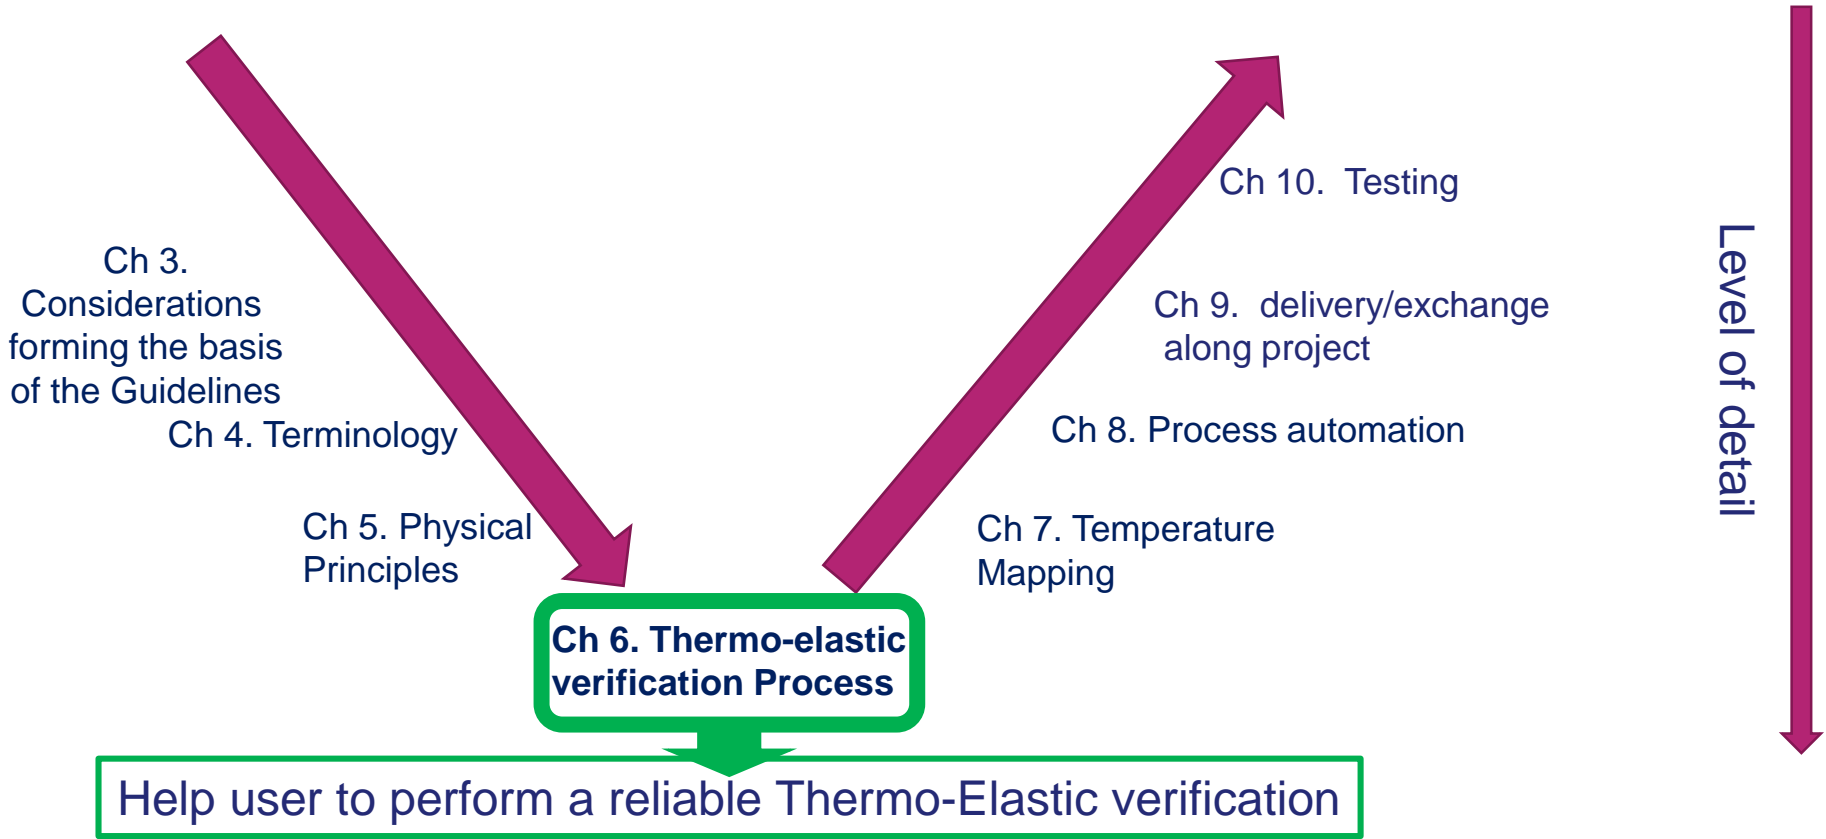 Ch 3.
Considerations
forming the basis
of the Guidelines
Ch 4. Terminology
Ch 5. Physical
Principles
Ch 6. Thermo-elastic
verification Process
Ch 7. Temperature
Mapping
Ch 8. Process automation
Ch 9. delivery/exchange
along project
Ch 10. Testing
Level of detail
Help user to perform a reliable Thermo-Elastic verification